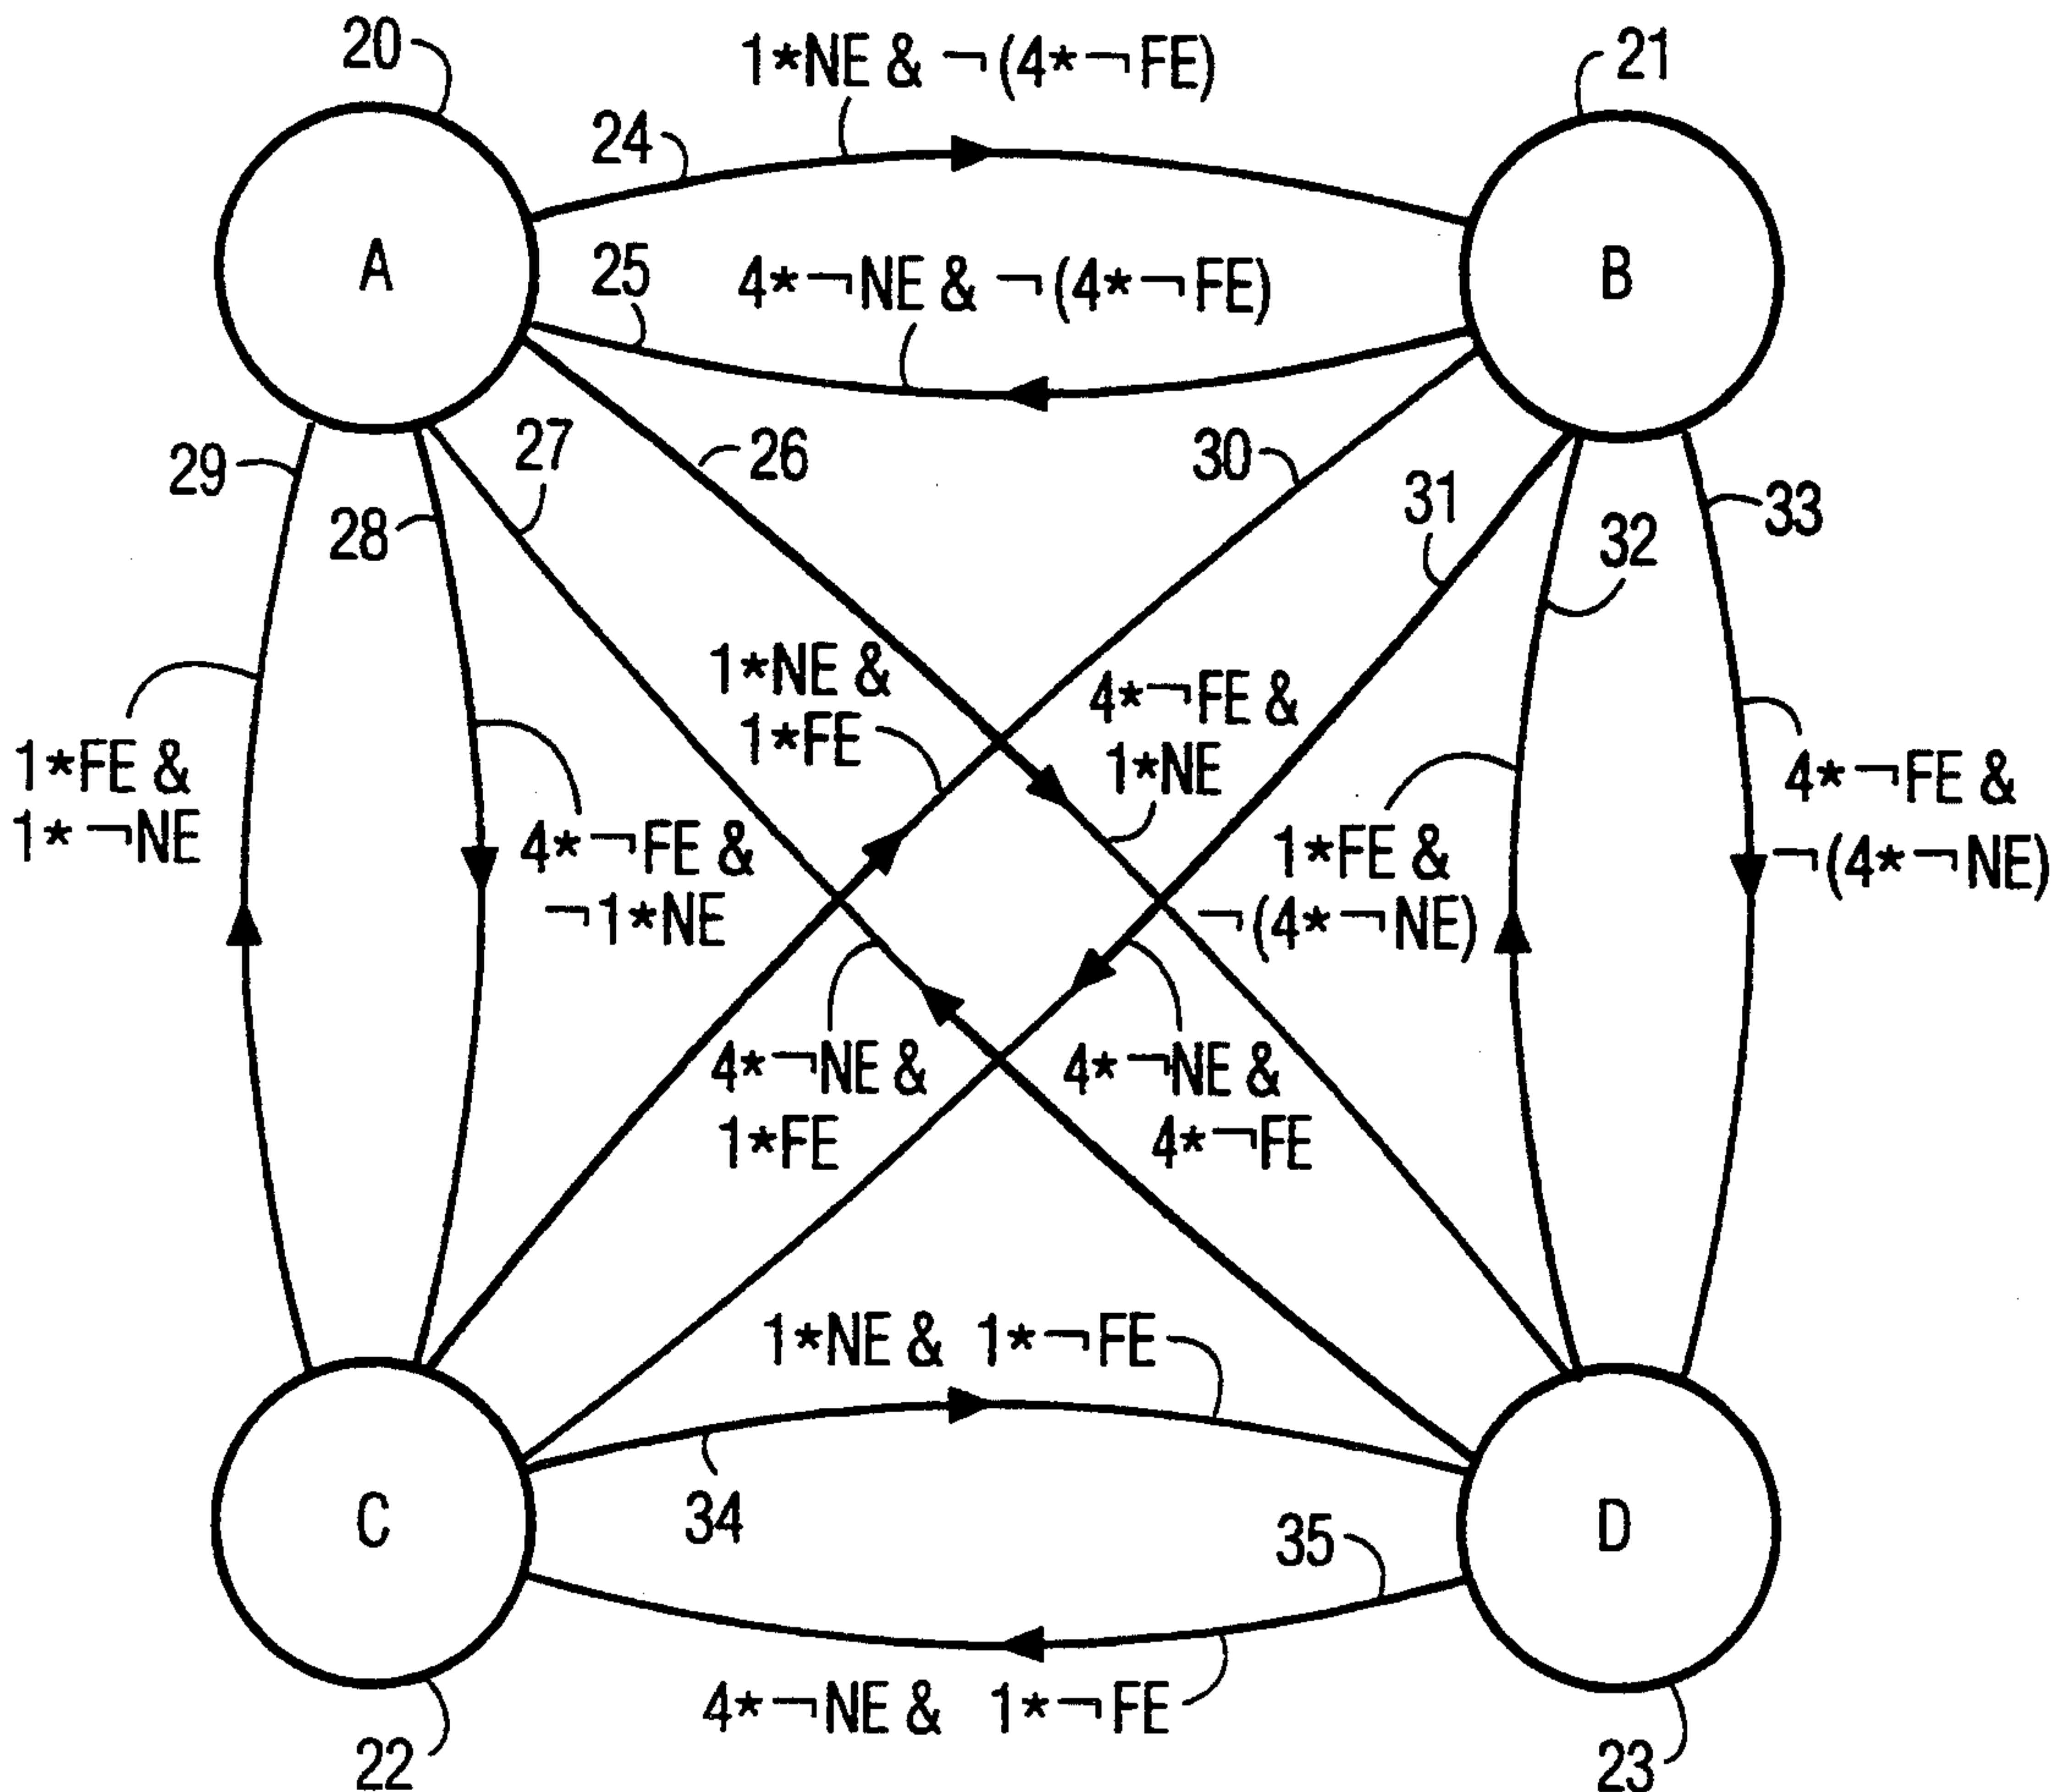 20
1*NE & ¬(4*¬FE)
21
24
A
25
4*¬NE & ¬(4*¬FE)
B
29
27
26
30
31
33
28
32
1*NE &
1*FE
4*¬FE &
1*NE
1*FE &
1*¬NE
4*¬FE &
¬(4*¬NE)
4*¬FE &
¬1*NE
1*FE &
¬(4*¬NE)
4*¬NE &
1*FE
4*¬NE &
4*¬FE
1*NE & 1*¬FE
C
34
35
D
4*¬NE & 1*¬FE
22
23